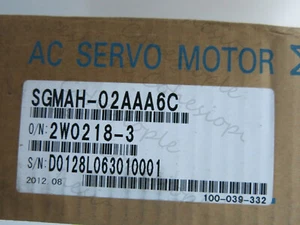 AC SERVO MOTOR Σ
SGMAH-02AAA6C
O/N: 2W0218-3
S/N: D0128L063010001
2012.08
100-039-332